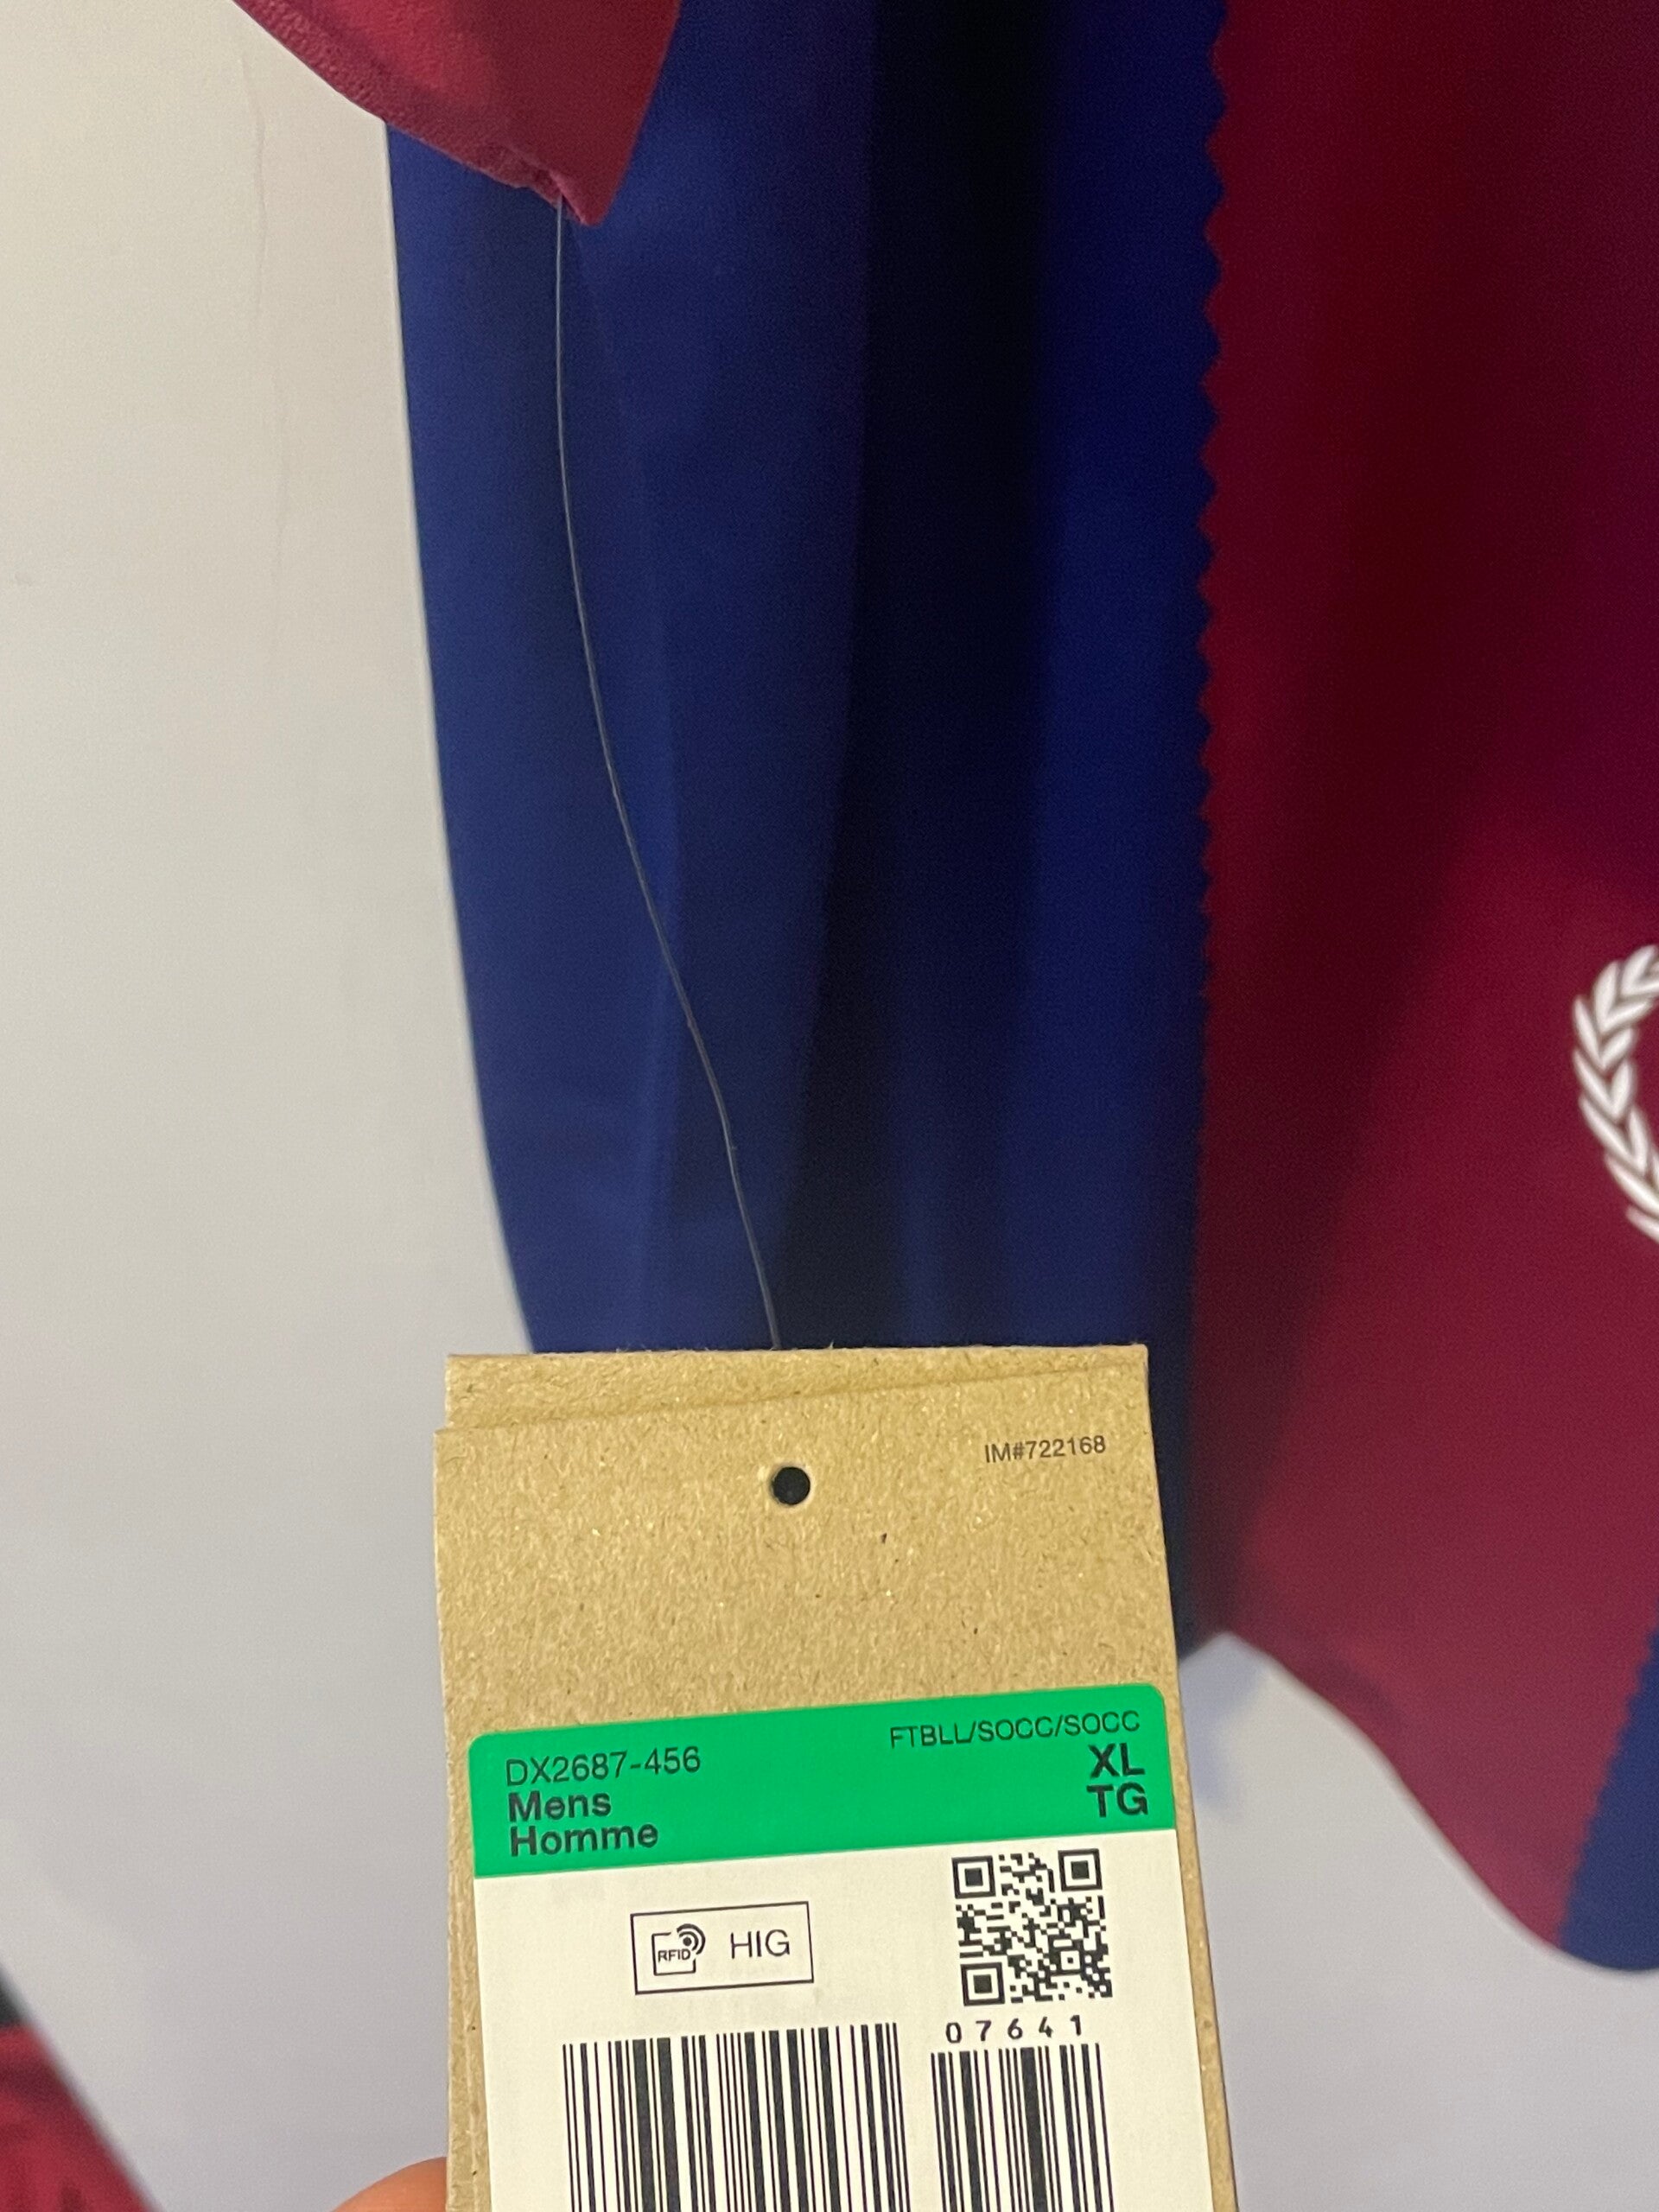 IM#722168
FTBLL/SOCC/SOCC
DX2687-456
XL
Mens
TG
Homme
RFID HIG
07641